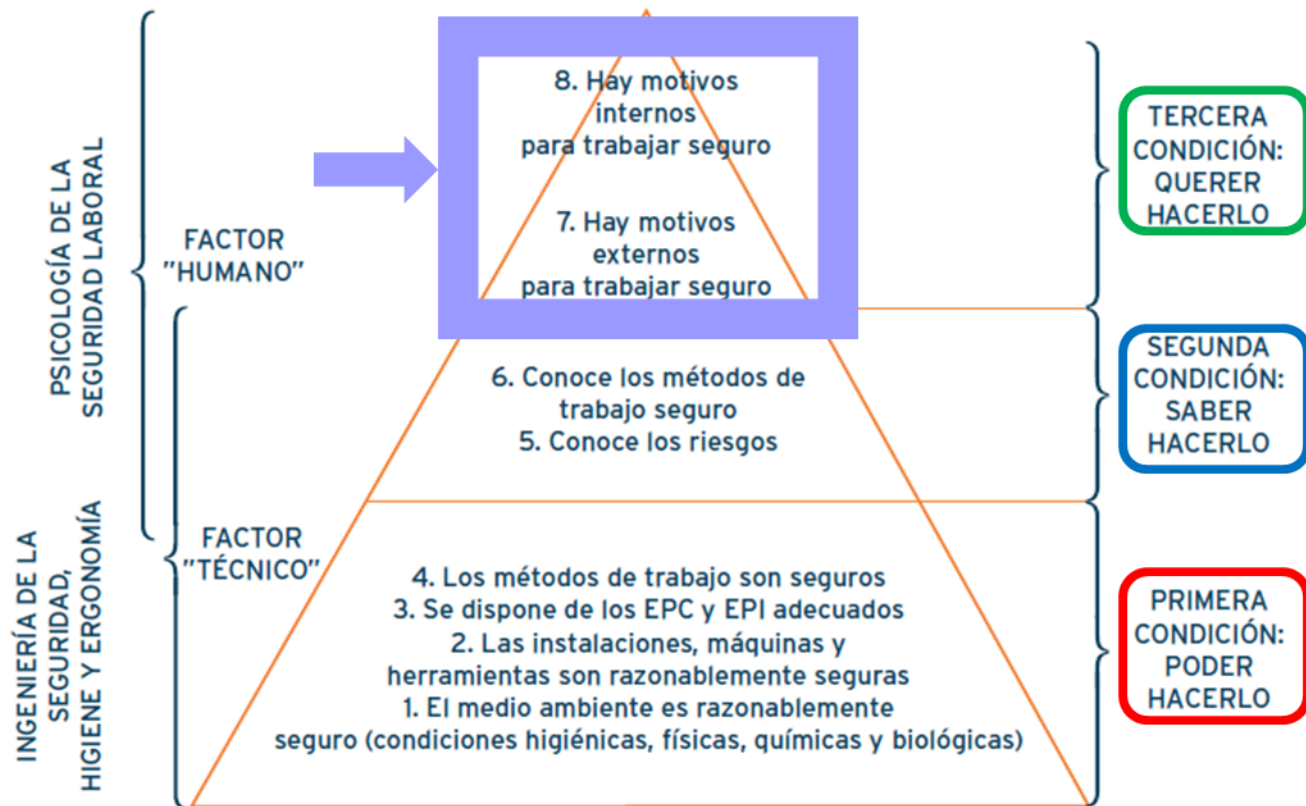 PSICOLOGÍA DE LA
SEGURIDAD LABORAL
INGENIERÍA DE LA
SEGURIDAD,
HIGIENE Y ERGONOMÍA
FACTOR
"HUMANO"
FACTOR
"TÉCNICO"
8. Hay motivos
internos
para trabajar seguro
7. Hay motivos
externos
para trabajar seguro
6. Conoce los métodos de
trabajo seguro
5. Conoce los riesgos
4. Los métodos de trabajo son seguros
3. Se dispone de los EPC y EPI adecuados
2. Las instalaciones, máquinas y
herramientas son razonablemente seguras
1. El medio ambiente es razonablemente
seguro (condiciones higiénicas, físicas, químicas y biológicas)
TERCERA
CONDICIÓN:
QUERER
HACERLO
SEGUNDA
CONDICIÓN:
SABER
HACERLO
PRIMERA
CONDICIÓN:
PODER
HACERLO